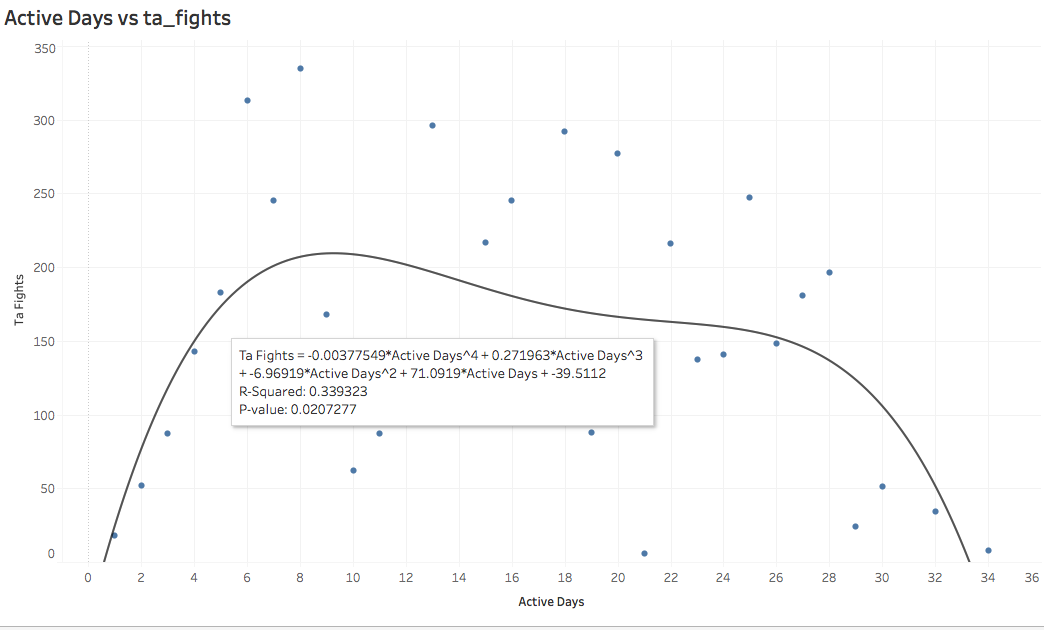 Active Days vs ta_fights
350
300
250
200
150
100
50
0
Ta Fights
Ta Fights = -0.00377549*Active Days^4 + 0.271963*Active Days^3
+ -6.96919*Active Days^2 + 71.0919*Active Days + -39.5112
R-Squared: 0.339323
P-value: 0.0207277
0 2 4 6 8 10 12 14 16 18 20 22 24 26 28 30 32 34 36
Active Days